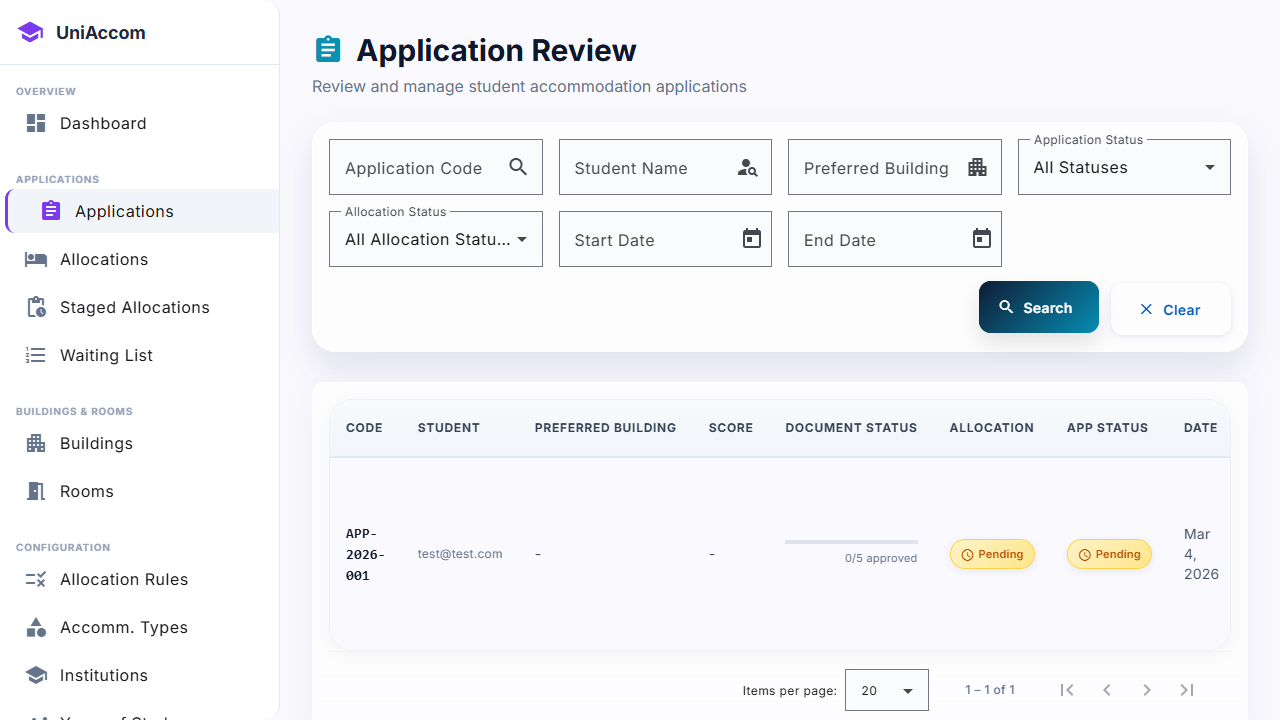 UniAccom
OVERVIEW
Dashboard
APPLICATIONS
Applications
Allocations
Staged Allocations
Waiting List
BUILDINGS & ROOMS
Buildings
Rooms
CONFIGURATION
Allocation Rules
Accomm. Types
Institutions
Application Review
Review and manage student accommodation applications
Application Code
Student Name
Preferred Building
Application Status
All Statuses
Allocation Status
All Allocation Statu...
Start Date
End Date
Search
Clear
CODE STUDENT PREFERRED BUILDING SCORE DOCUMENT STATUS ALLOCATION APP STATUS DATE
APP-
2026-
001
test@test.com
-
-
0/5 approved
Pending
Pending
Mar
4,
2026
Items per page: 20 1 – 1 of 1